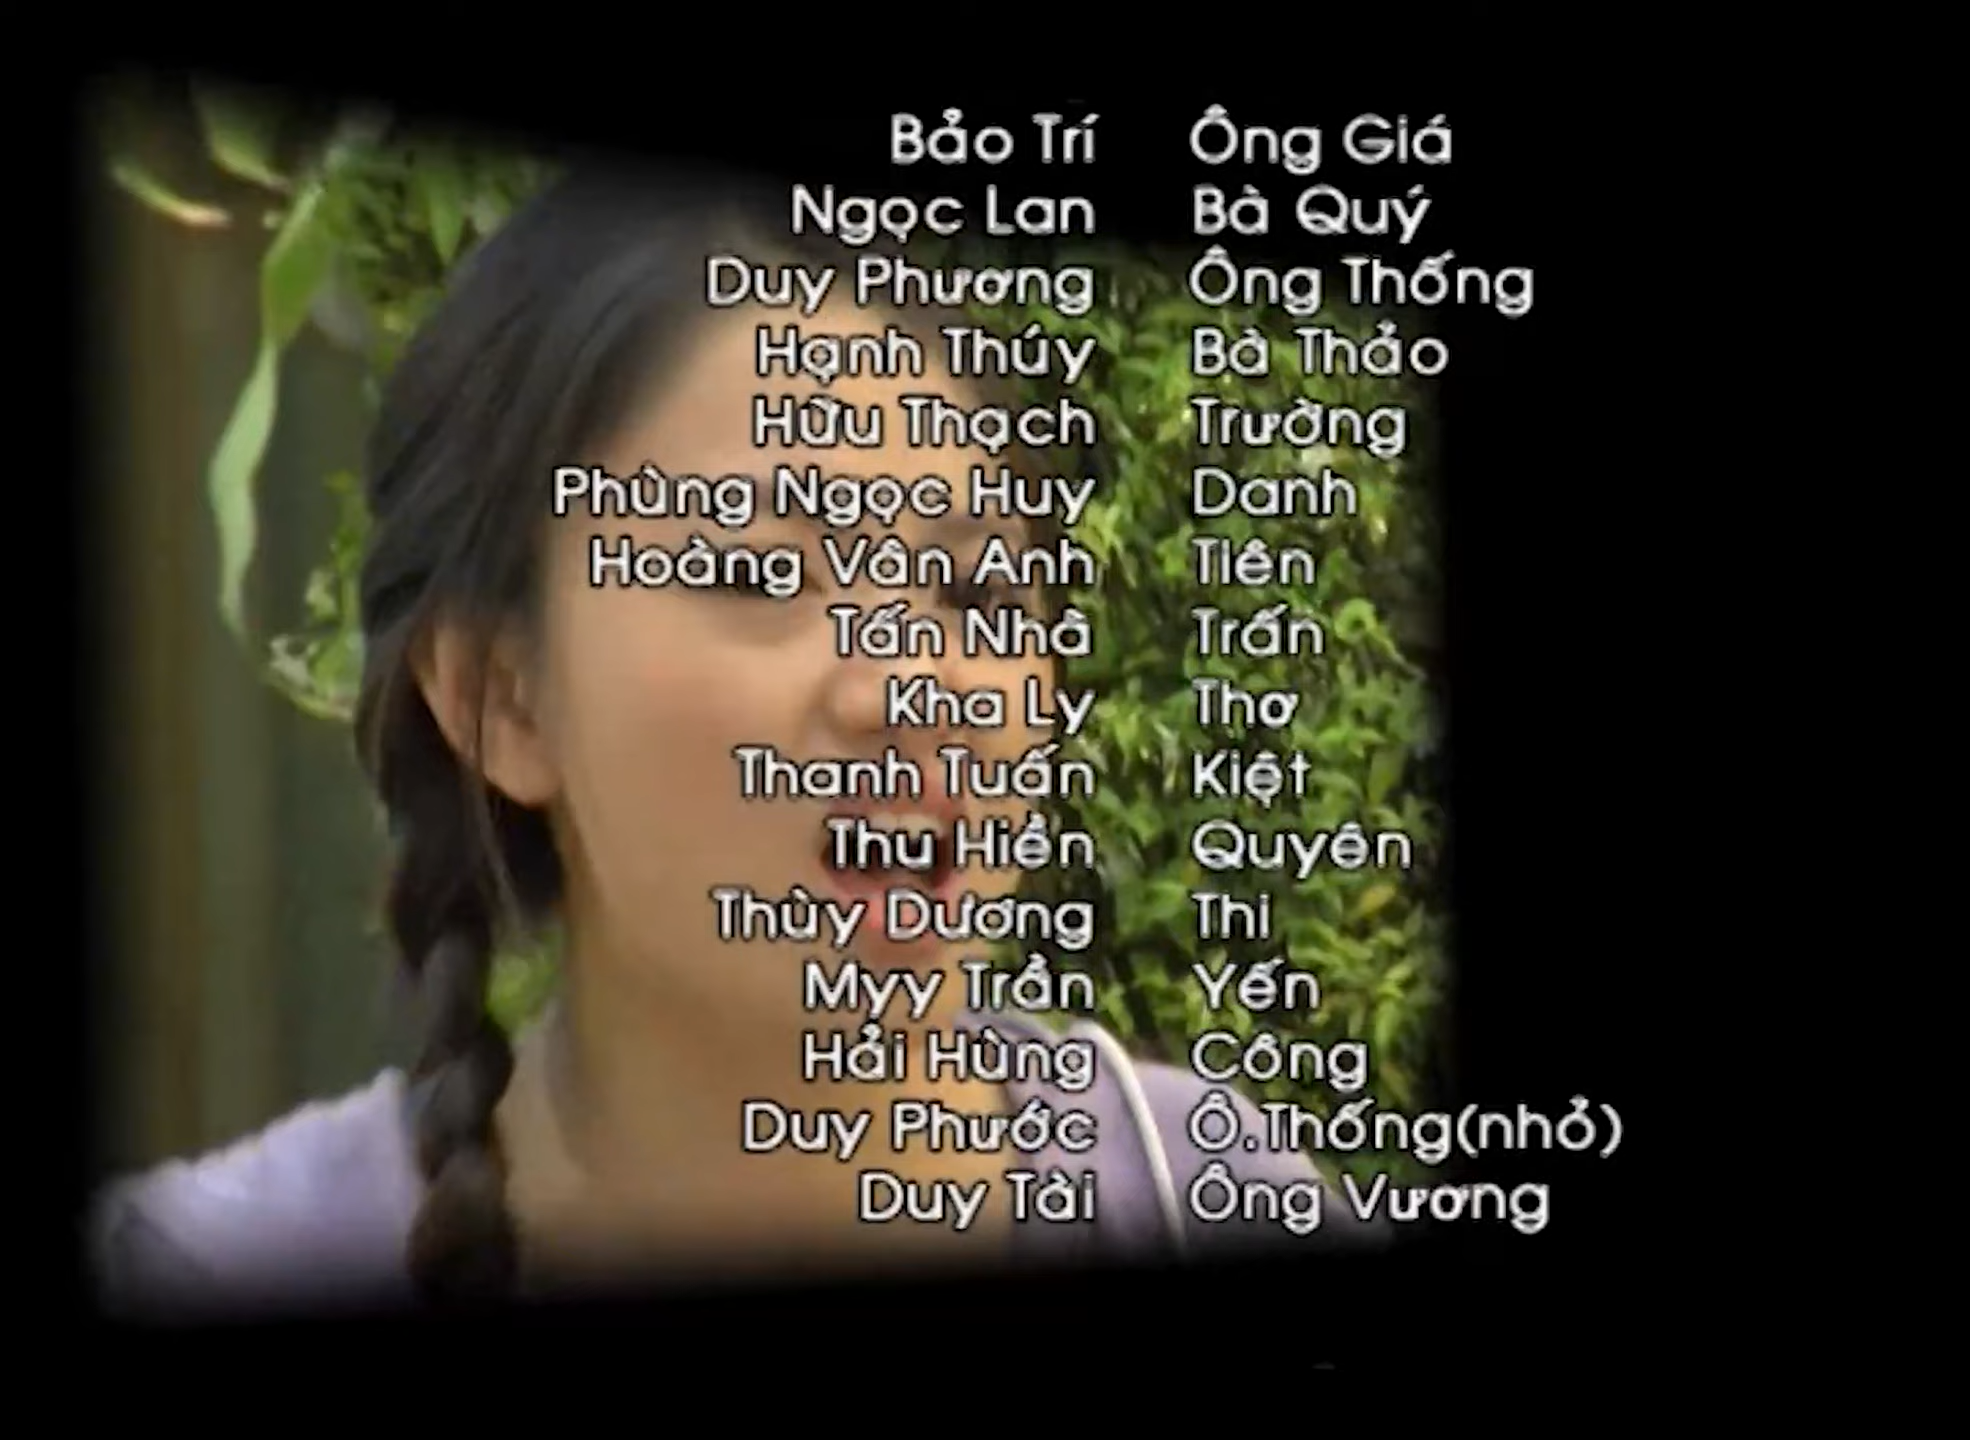 Bảo Trí Ông Giá
Ngọc Lan Bà Quý
Duy Phương Ông Thống
Hạnh Thúy Bà Thảo
Hữu Thạch Trường
Phùng Ngọc Huy Danh
Hoàng Vân Anh Tiên
Tấn Nhã Trấn
Kha Ly Thơ
Thanh Tuấn Kiệt
Thu Hiền Quyên
Thùy Dương Thi
Myy Trần Yến
Hải Hùng Công
Duy Phước Ô.Thống(nhỏ)
Duy Tài Ông Vương